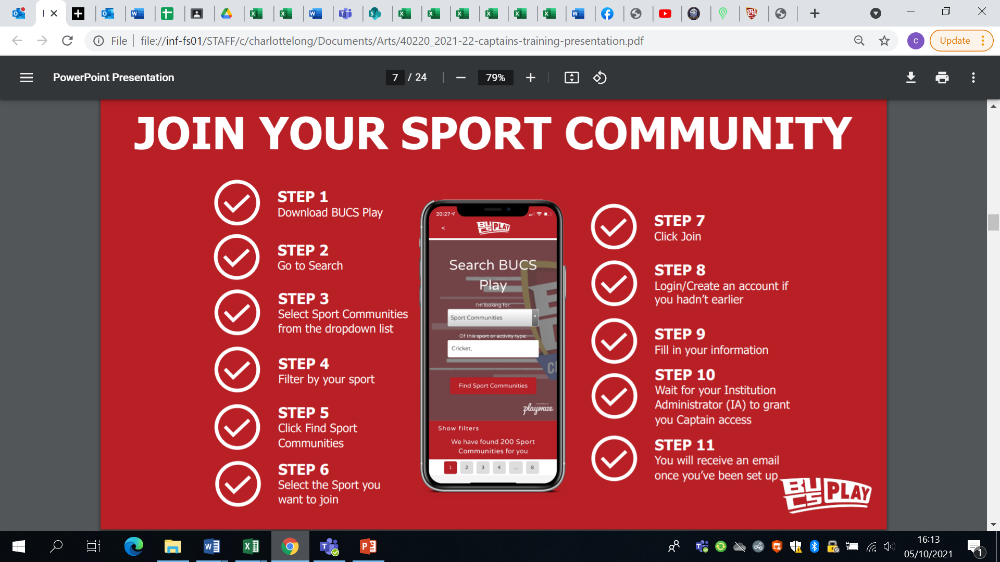 File
file://inf-fs01/STAFF/c/charlottelong/Documents/Arts/40220_2021-22-captains-training-presentation.pdf
c
Update
PowerPoint Presentation
7 / 24
79%
JOIN YOUR SPORT COMMUNITY
STEP 1
Download BUCS Play
STEP 2
Go to Search
STEP 3
Select Sport Communities
from the dropdown list
STEP 4
Filter by your sport
STEP 5
Click Find Sport
Communities
STEP 6
Select the Sport you
want to join
20:27
<
BUCS PLAY
Search BUCS
Play
I'm looking for:
Sport Communities
Of this sport or activity type:
Cricket,
Find Sport Communities
POWERED BY
playwaze
Show filters
We have found 200 Sport
Communities for you
1 2 3 4 ... 8
STEP 7
Click Join
STEP 8
Login/Create an account if
you hadn't earlier
STEP 9
Fill in your information
STEP 10
Wait for your Institution
Administrator (IA) to grant
you Captain access
STEP 11
You will receive an email
once you've been set up
BUCS PLAY
16:13
05/10/2021
1